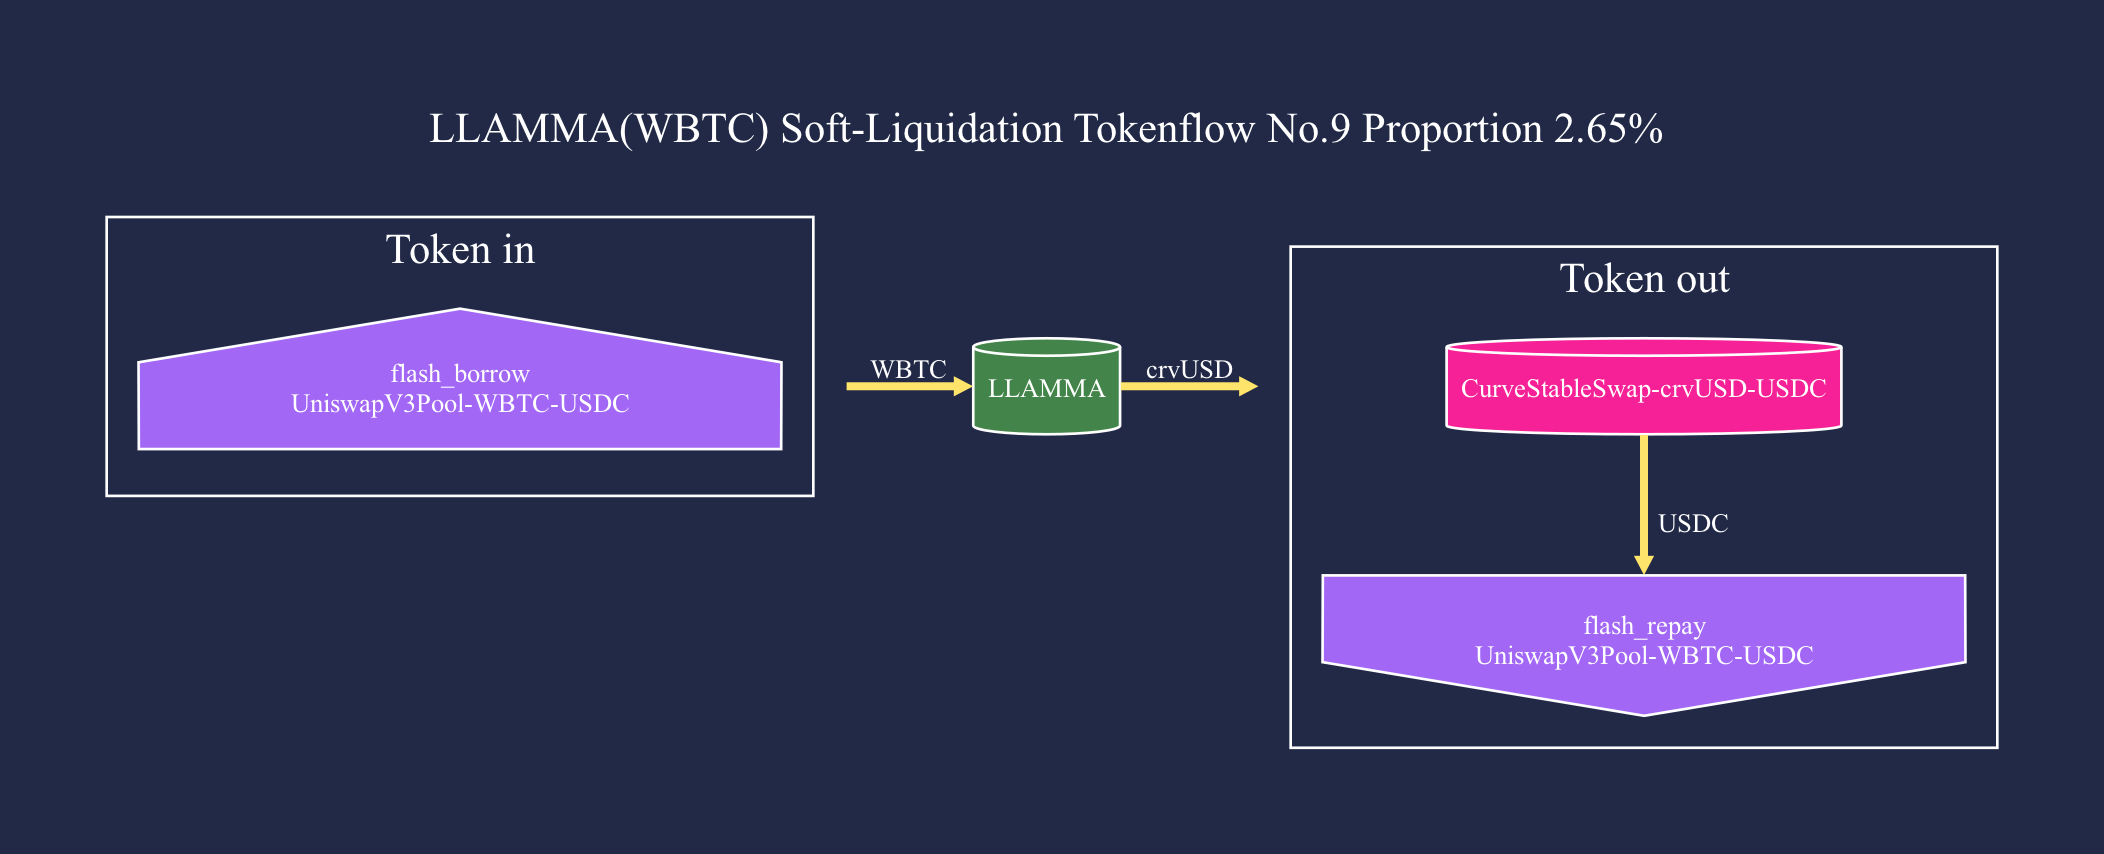 LLAMMA(WBTC) Soft-Liquidation Tokenflow No.9 Proportion 2.65%
Token in
flash_borrow
UniswapV3Pool-WBTC-USDC
WBTC
LLAMMA
crvUSD
Token out
CurveStableSwap-crvUSD-USDC
USDC
flash_repay
UniswapV3Pool-WBTC-USDC